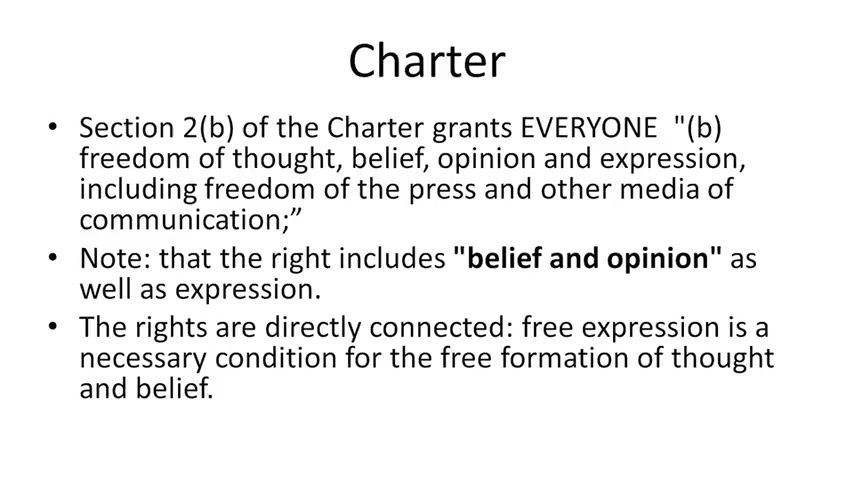 Charter
• Section 2(b) of the Charter grants EVERYONE  "(b)
freedom of thought, belief, opinion and expression,
including freedom of the press and other media of
communication;”
• Note: that the right includes "belief and opinion" as
well as expression.
• The rights are directly connected: free expression is a
necessary condition for the free formation of thought
and belief.